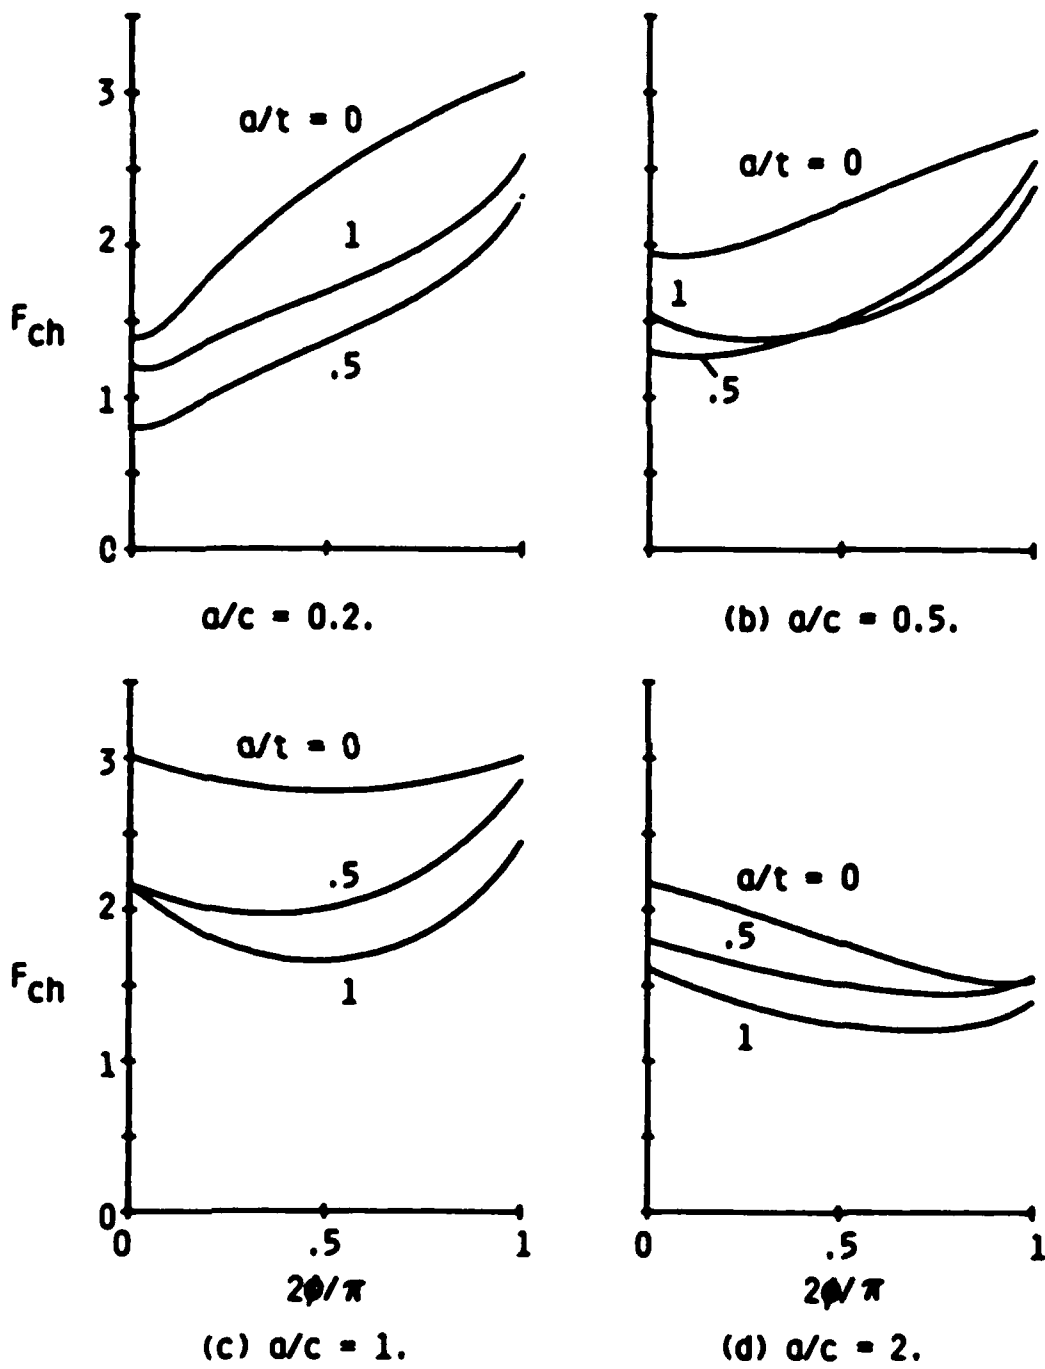 3
2
1
0
F_ch
a/t = 0
1
.5
a/c = 0.2.
a/t = 0
1
.5
(b) a/c = 0.5.
3
2
1
0
F_ch
a/t = 0
.5
1
0
.5
1
2ϕ/π
(c) a/c = 1.
a/t = 0
.5
1
0
.5
1
2ϕ/π
(d) a/c = 2.